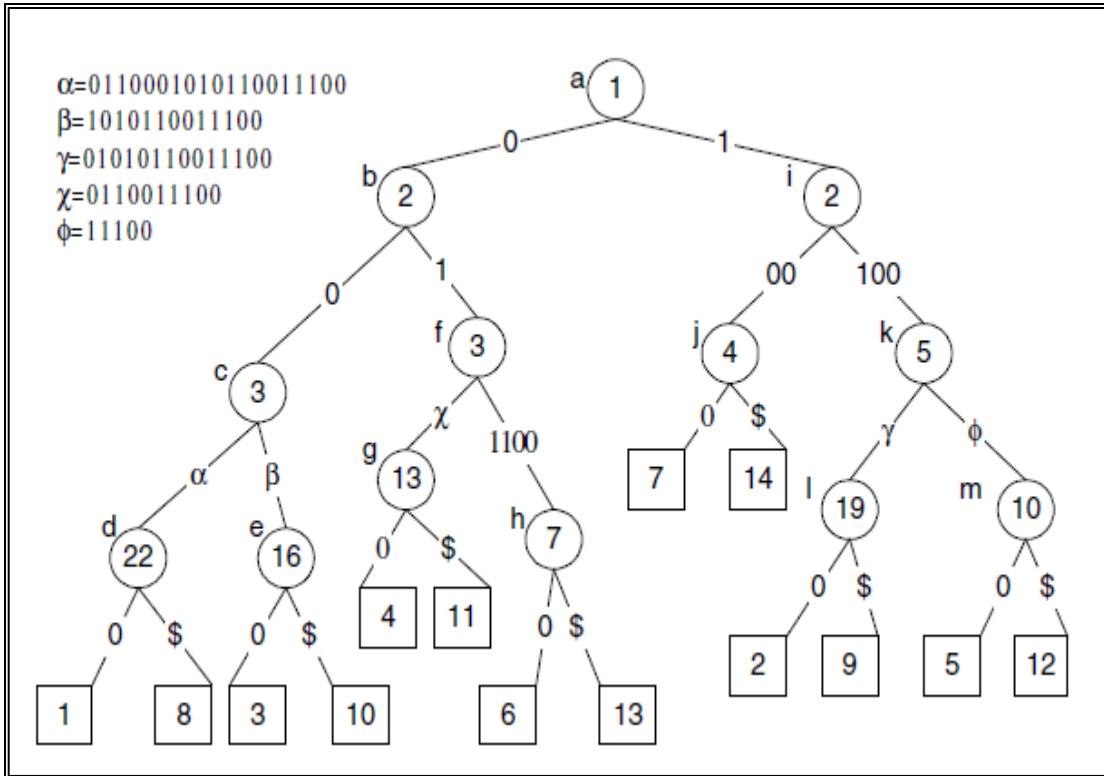 a 1
α=0110001010110011100
β=1010110011100
γ=01010110011100
χ=0110011100
ϕ=11100
0 1
b 2 i 2
0 1 00 100
f 3 j 4 k 5
c 3
χ 1100 0 $ γ ϕ
α β g 13 7 14 l 19 m 10
d 22 e 16 0 $ h 7
0 $ 0 $ 4 11 0 $ 0 $ 0 $
2 9 5 12
1 8 3 10 6 13